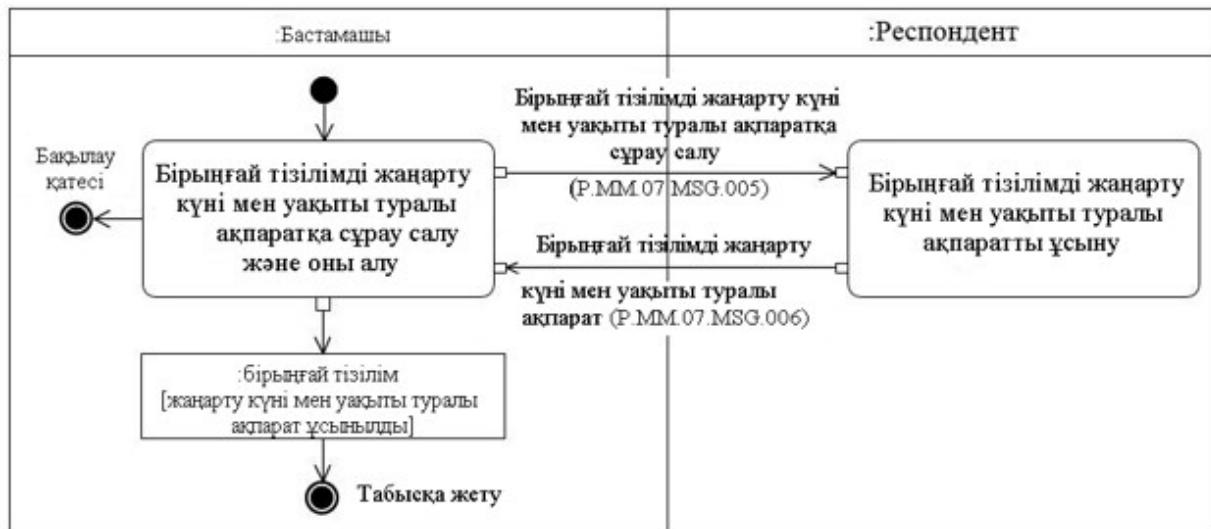 :Бастамашы
:Респондент
Бірыңғай тізілімді жаңарту күні
мен уақыты туралы ақпаратқа
сұрау салу
(P.MM.07.MSG.005)
Бақылау
қатесі
Бірыңғай тізілімді жаңарту
күні мен уақыты туралы
ақпаратқа сұрау салу
және оны алу
Бірыңғай тізілімді жаңарту
күні мен уақыты туралы
ақпаратты ұсыну
Бірыңғай тізілімді жаңарту
күні мен уақыты туралы
ақпарат (P.MM.07.MSG.006)
:бірыңғай тізілім
[жаңарту күні мен уақыты туралы
ақпарат ұсынылды]
Табысқа жету